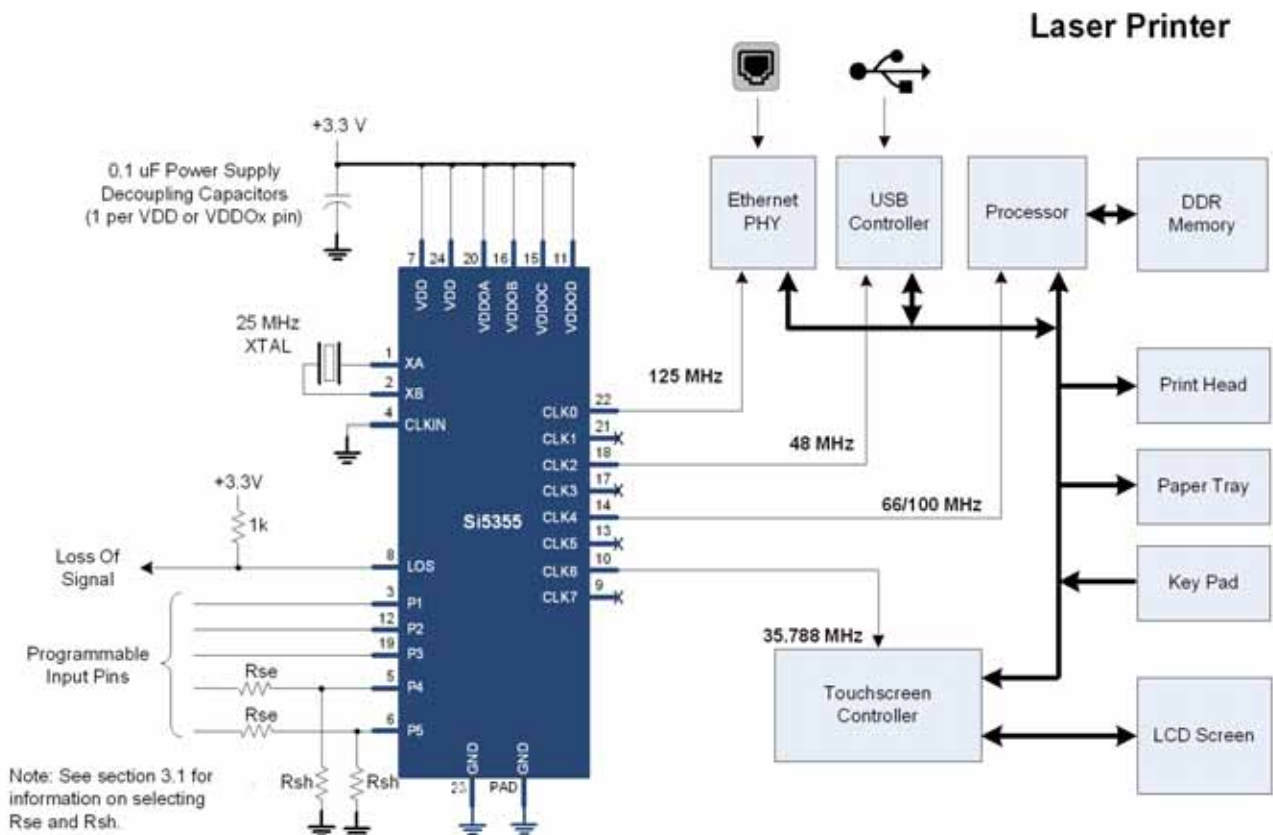 Laser Printer
+3.3 V
0.1 uF Power Supply
Decoupling Capacitors
(1 per VDD or VDDOx pin)
7
24
20
16
15
11
VDD
VDD
VDDOA
VDDOB
VDDOC
VDDOD
25 MHz
XTAL
1
XA
2
XB
4
CLKIN
+3.3V
1k
Loss Of
Signal
8
LOS
Programmable
Input Pins
3
P1
12
P2
19
P3
Rse
5
P4
Rse
6
P5
Rsh
Rsh
Note: See section 3.1 for
information on selecting
Rse and Rsh.
Si5355
GND
GND
23
PAD
CLK0
22
CLK1
21
CLK2
18
CLK3
17
CLK4
14
CLK5
13
CLK6
10
CLK7
9
125 MHz
48 MHz
66/100 MHz
35.788 MHz
Ethernet
PHY
USB
Controller
Processor
DDR
Memory
Print Head
Paper Tray
Key Pad
Touchscreen
Controller
LCD Screen